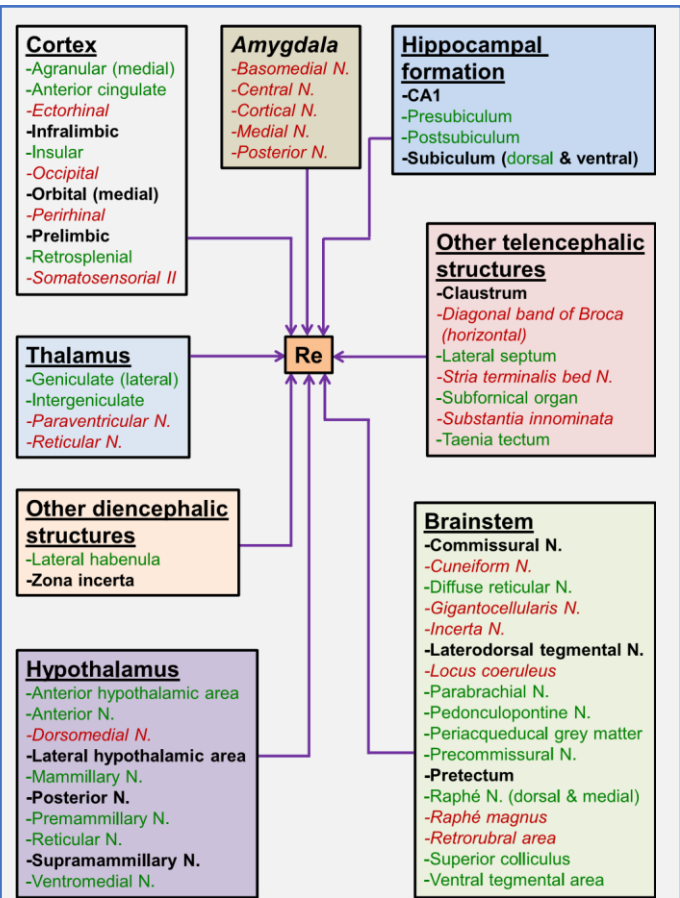 Cortex
-Agranular (medial)
-Anterior cingulate
-Ectorhinal
-Infralimbic
-Insular
-Occipital
-Orbital (medial)
-Perirhinal
-Prelimbic
-Retrosplenial
-Somatosensorial II
Amygdala
-Basomedial N.
-Central N.
-Cortical N.
-Medial N.
-Posterior N.
Hippocampal
formation
-CA1
-Presubiculum
-Postsubiculum
-Subiculum (dorsal & ventral)
Other telencephalic
structures
-Claustrum
-Diagonal band of Broca
(horizontal)
-Lateral septum
-Stria terminalis bed N.
-Subfornical organ
-Substantia innominata
-Taenia tectum
Re
Thalamus
-Geniculate (lateral)
-Intergeniculate
-Paraventricular N.
-Reticular N.
Other diencephalic
structures
-Lateral habenula
-Zona incerta
Brainstem
-Commissural N.
-Cuneiform N.
-Diffuse reticular N.
-Gigantocellularis N.
-Incerta N.
-Laterodorsal tegmental N.
-Locus coeruleus
-Parabrachial N.
-Pedonculopontine N.
-Periacqueducal grey matter
-Precommissural N.
-Pretectum
-Raphé N. (dorsal & medial)
-Raphé magnus
-Retrorubral area
-Superior colliculus
-Ventral tegmental area
Hypothalamus
-Anterior hypothalamic area
-Anterior N.
-Dorsomedial N.
-Lateral hypothalamic area
-Mammillary N.
-Posterior N.
-Premammillary N.
-Reticular N.
-Supramammillary N.
-Ventromedial N.